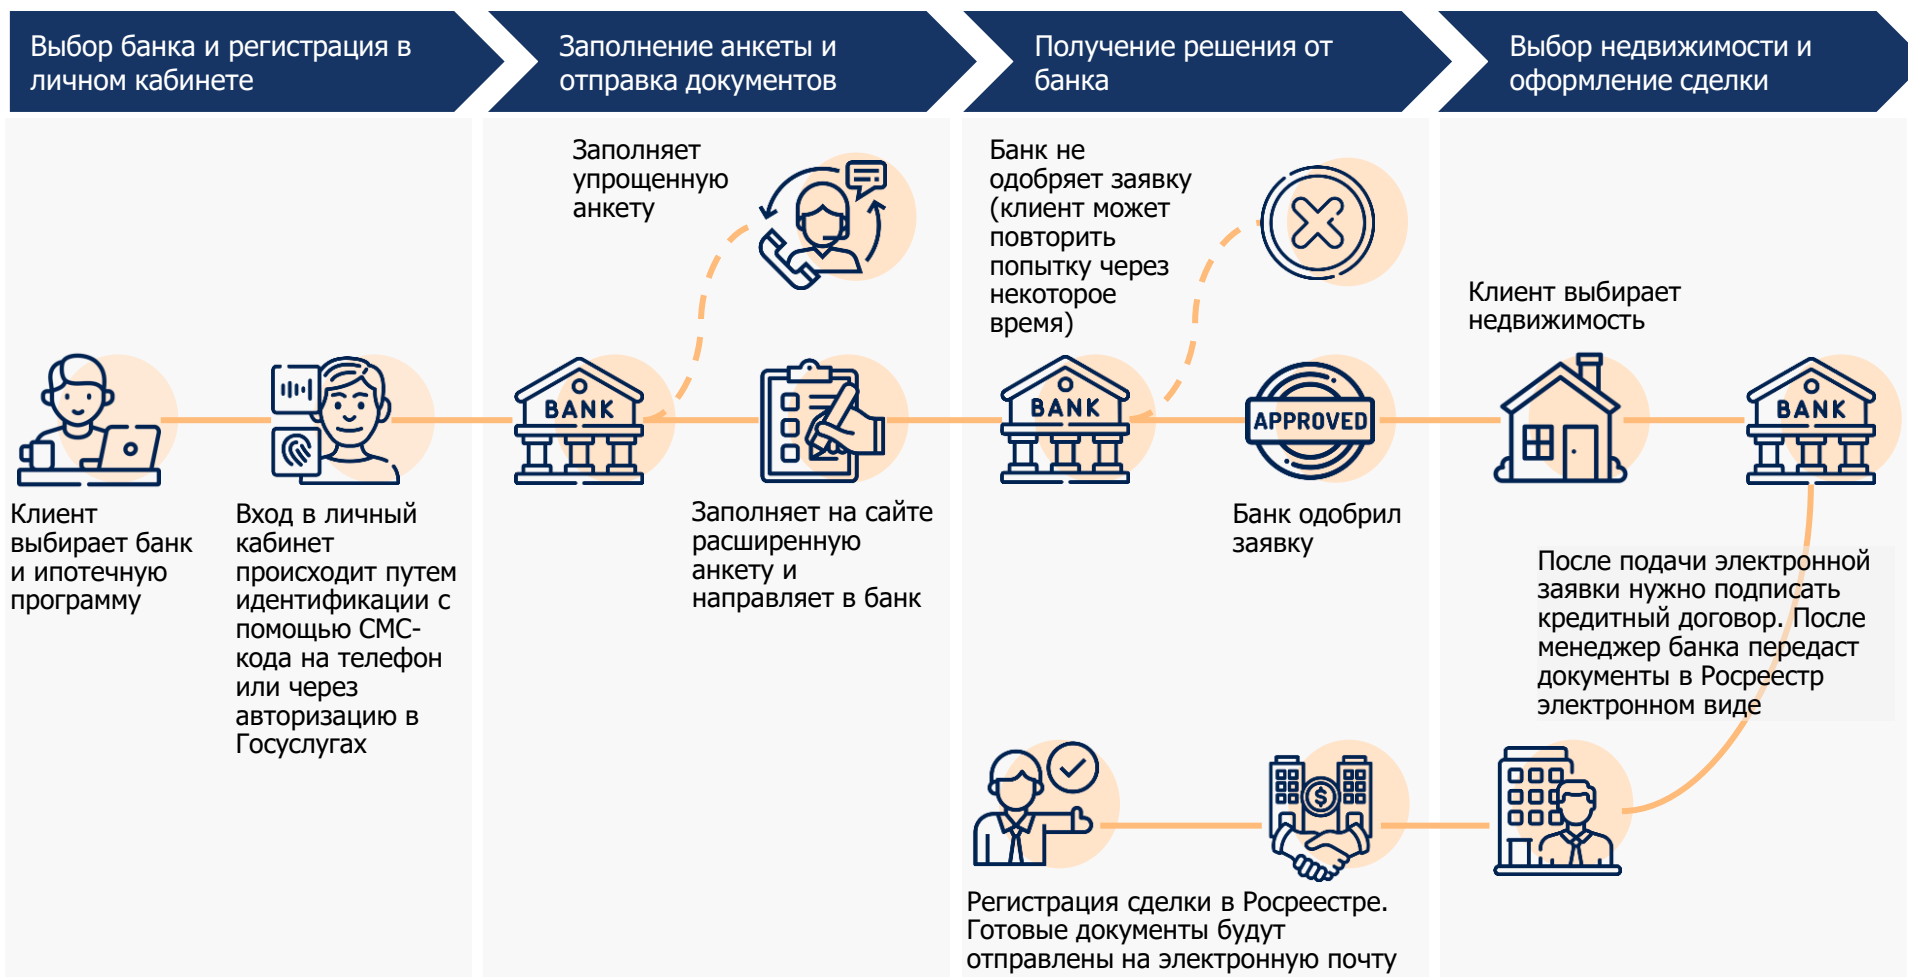 Выбор банка и регистрация в
личном кабинете
Заполнение анкеты и
отправка документов
Получение решения от
банка
Выбор недвижимости и
оформление сделки
Клиент
выбирает банк
и ипотечную
программу
Вход в личный
кабинет
происходит путем
идентификации с
помощью СМС-
кода на телефон
или через
авторизацию в
Госуслугах
Заполняет
упрощенную
анкету
BANK
Заполняет на сайте
расширенную
анкету и
направляет в банк
Банк не
одобряет заявку
(клиент может
повторить
попытку через
некоторое
время)
BANK
APPROVED
Банк одобрил
заявку
Клиент выбирает
недвижимость
BANK
После подачи электронной
заявки нужно подписать
кредитный договор. После
менеджер банка передаст
документы в Росреестр
электронном виде
$
Регистрация сделки в Росреестре.
Готовые документы будут
отправлены на электронную почту